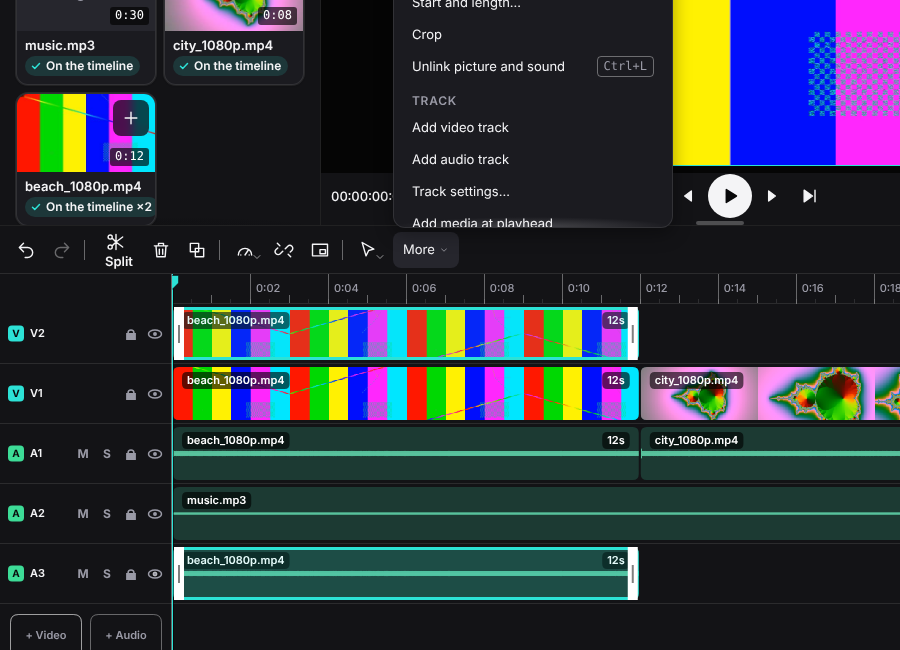 0:30
music.mp3
On the timeline
0:08
city_1080p.mp4
On the timeline
0:12
beach_1080p.mp4
On the timeline ×2
Start and length...
Crop
Unlink picture and sound Ctrl+L
TRACK
Add video track
Add audio track
Track settings...
Add media at playhead
00:00:00:
Split
More
0:02 0:04 0:06 0:08 0:10 0:12 0:14 0:16 0:18
V V2
beach_1080p.mp4 12s
V V1
beach_1080p.mp4 12s city_1080p.mp4
A A1 M S
beach_1080p.mp4 12s city_1080p.mp4
A A2 M S
music.mp3
A A3 M S
beach_1080p.mp4 12s
+ Video + Audio